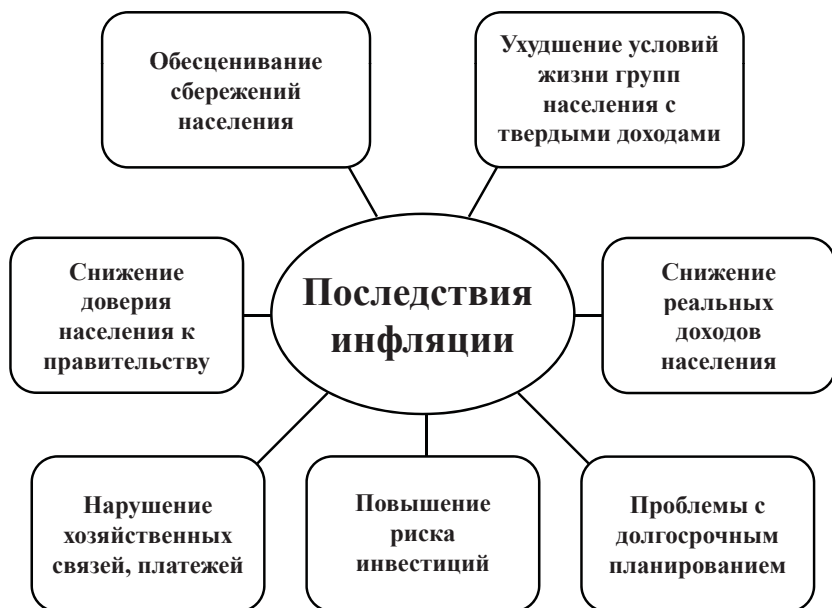 Обесценивание
сбережений
населения
Ухудшение условий
жизни групп
населения с
твердыми доходами
Снижение
доверия
населения к
правительству
Последствия
инфляции
Снижение
реальных
доходов
населения
Нарушение
хозяйственных
связей, платежей
Повышение
риска
инвестиций
Проблемы с
долгосрочным
планированием